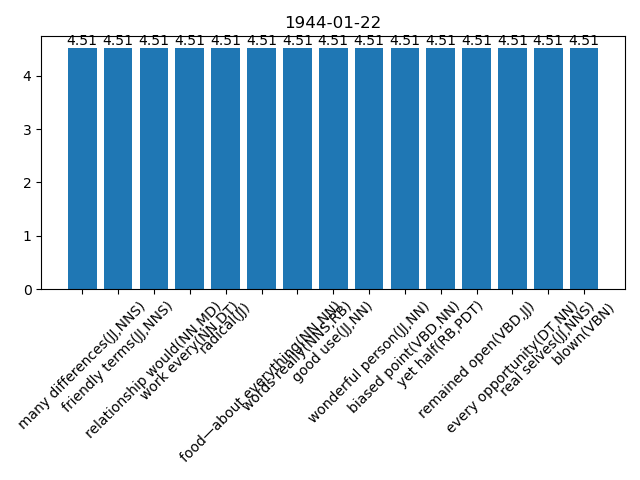 1944-01-22
4.51 4.51 4.51 4.51 4.51 4.51 4.51 4.51 4.51 4.51 4.51 4.51 4.51 4.51 4.51
4
3
2
1
0
many differences(JJ,NNS)
friendly terms(JJ,NNS)
relationship would(NN,MD)
work every(NN,DT)
radical(JJ)
food—about everything(NN,NN)
words really(NNS,RB)
good use(JJ,NN)
wonderful person(JJ,NN)
biased point(VBD,NN)
yet half(RB,PDT)
remained open(VBD,JJ)
every opportunity(DT,NN)
real selves(JJ,NNS)
blown(VBN)